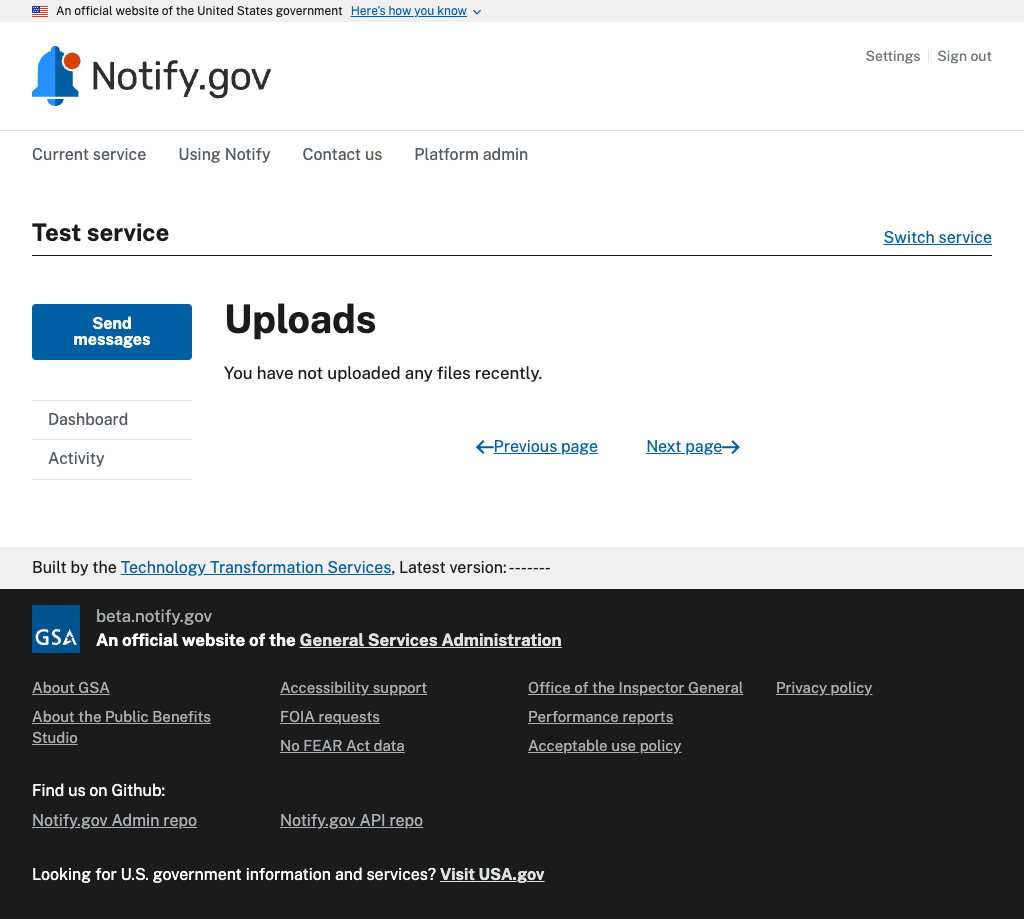 An official website of the United States government Here's how you know
Notify.gov
Settings Sign out
Current service Using Notify Contact us Platform admin
Test service
Switch service
Send
messages
Uploads
You have not uploaded any files recently.
Dashboard
Activity
Previous page Next page
Built by the Technology Transformation Services, Latest version:-------
GSA
beta.notify.gov
An official website of the General Services Administration
About GSA Accessibility support Office of the Inspector General Privacy policy
About the Public Benefits
Studio
FOIA requests Performance reports
No FEAR Act data Acceptable use policy
Find us on Github:
Notify.gov Admin repo Notify.gov API repo
Looking for U.S. government information and services? Visit USA.gov